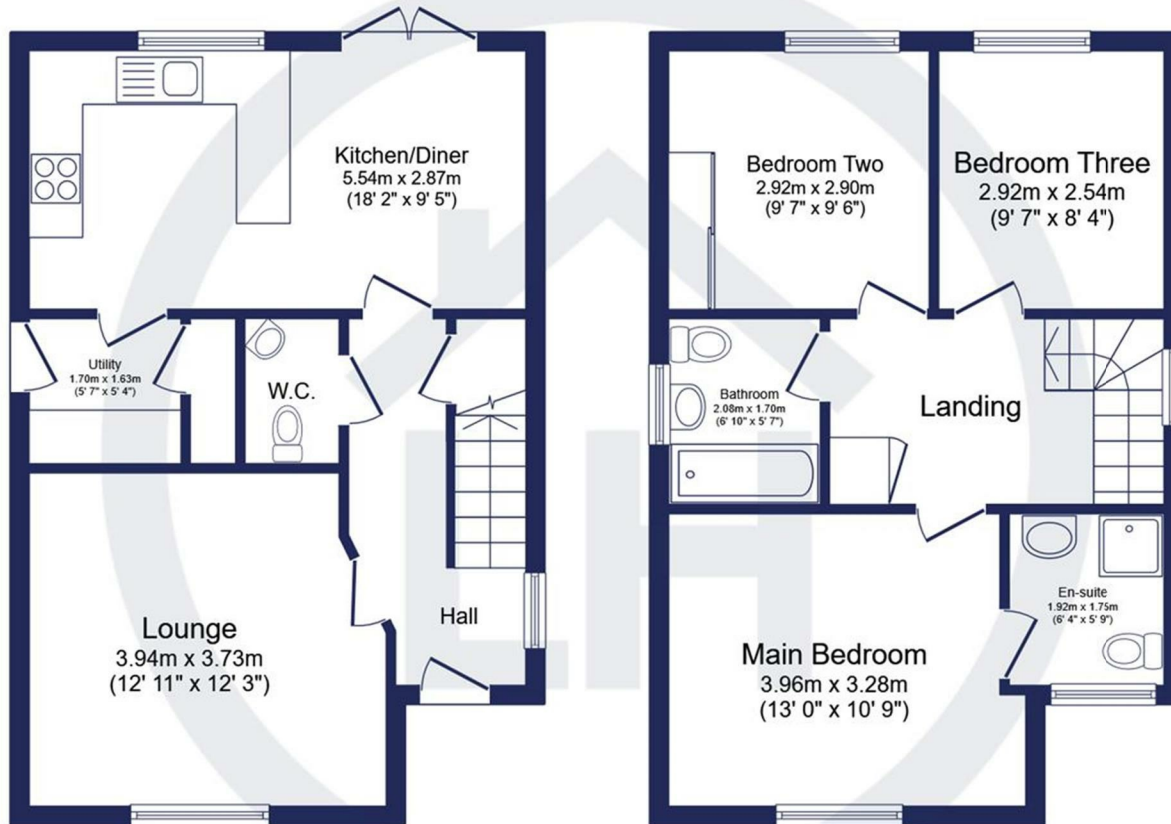 Kitchen/Diner
5.54m x 2.87m
(18' 2" x 9' 5")
Utility
1.70m x 1.63m
(5' 7" x 5' 4")
W.C.
Lounge
3.94m x 3.73m
(12' 11" x 12' 3")
Hall
Bedroom Two
2.92m x 2.90m
(9' 7" x 9' 6")
Bedroom Three
2.92m x 2.54m
(9' 7" x 8' 4")
Bathroom
2.08m x 1.70m
(6' 10" x 5' 7")
Landing
Main Bedroom
3.96m x 3.28m
(13' 0" x 10' 9")
En-suite
1.92m x 1.75m
(6' 4" x 5' 9")
LH